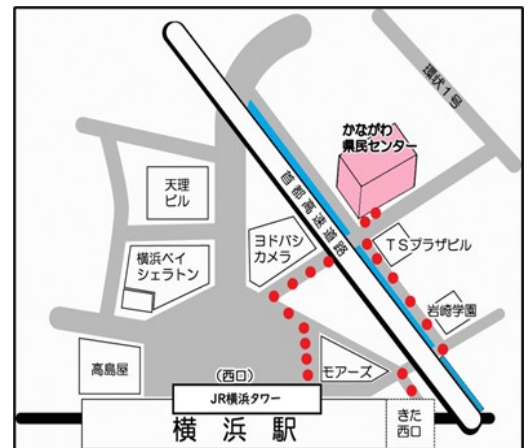 環状1号
かながわ
県民センター
首都高速道路
天理
ビル
ヨドバシ
カメラ
TSプラザビル
横浜ベイ
シェラトン
岩崎学園
高島屋
(西口)
モアーズ
JR横浜タワー
きた
西口
横浜駅